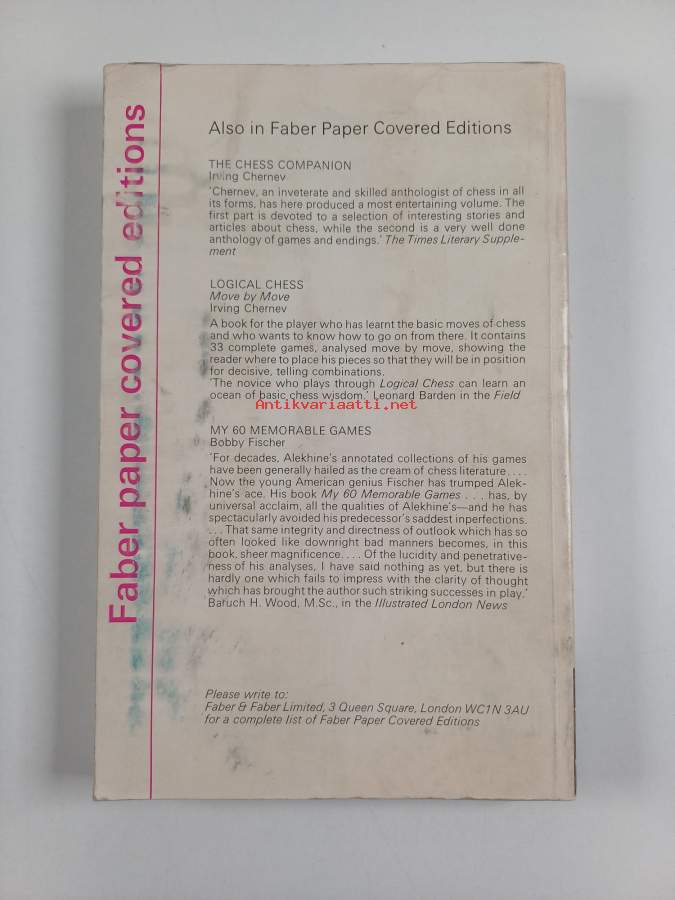 Faber paper covered editions
Also in Faber Paper Covered Editions
THE CHESS COMPANION
Irving Chernev
'Chernev, an inveterate and skilled anthologist of chess in all
its forms, has here produced a most entertaining volume. The
first part is devoted to a selection of interesting stories and
articles about chess, while the second is a very well done
anthology of games and endings.' The Times Literary Supple-
ment
LOGICAL CHESS
Move by Move
Irving Chernev
A book for the player who has learnt the basic moves of chess
and who wants to know how to go on from there. It contains
33 complete games, analysed move by move, showing the
reader where to place his pieces so that they will be in position
for decisive, telling combinations.
'The novice who plays through Logical Chess can learn an
ocean of basic chess wisdom.' Leonard Barden in the Field
Antikvariaatti.net
MY 60 MEMORABLE GAMES
Bobby Fischer
'For decades, Alekhine's annotated collections of his games
have been generally hailed as the cream of chess literature....
Now the young American genius Fischer has trumped Alek-
hine's ace. His book My 60 Memorable Games . . . has, by
universal acclaim, all the qualities of Alekhine's—and he has
spectacularly avoided his predecessor's saddest inperfections.
. . . That same integrity and directness of outlook which has so
often looked like downright bad manners becomes, in this
book, sheer magnificence.... Of the lucidity and penetrative-
ness of his analyses, I have said nothing as yet, but there is
hardly one which fails to impress with the clarity of thought
which has brought the author such striking successes in play.'
Baruch H. Wood, M.Sc., in the Illustrated London News
Please write to:
Faber & Faber Limited, 3 Queen Square, London WC1N 3AU
for a complete list of Faber Paper Covered Editions